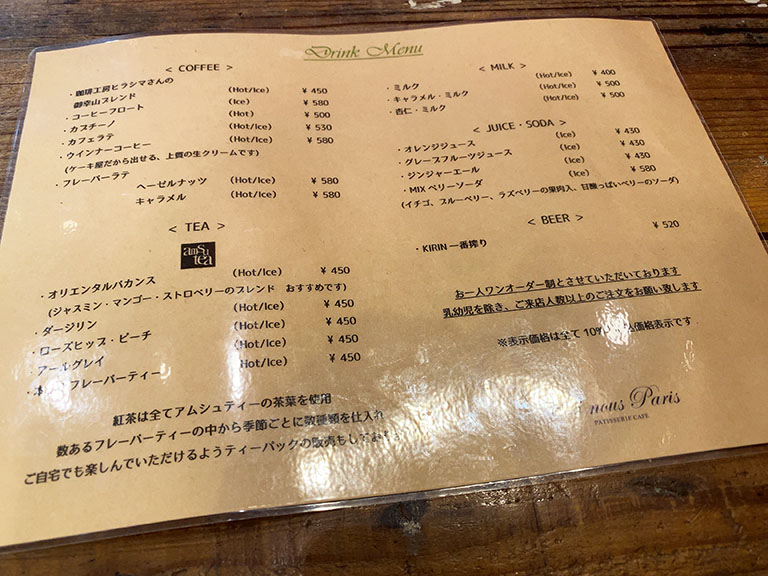 Drink Menu
< COFFEE >
・珈琲工房ヒラシマさんの
御幸山ブレンド (Hot/Ice) ¥ 450
・コーヒーフロート (Ice) ¥ 580
・カプチーノ (Hot) ¥ 500
・カフェラテ (Hot/Ice) ¥ 530
・ウインナーコーヒー (Hot/Ice) ¥ 580
(ケーキ屋だから出せる、上質の生クリームです)
・フレーバーラテ
ヘーゼルナッツ (Hot/Ice) ¥ 580
キャラメル (Hot/Ice) ¥ 580
< TEA >
amsu
tea
・オリエンタルバカンス (Hot/Ice) ¥ 450
(ジャスミン・マンゴー・ストロベリーのブレンド おすすめです)
・ダージリン (Hot/Ice) ¥ 450
・ローズヒップ・ピーチ (Hot/Ice) ¥ 450
・アールグレイ (Hot/Ice) ¥ 450
フレーバーティー (Hot/Ice) ¥ 450
紅茶は全てアムシュティーの茶葉を使用
数あるフレーバーティーの中から季節ごとに数種類を仕入れ
ご自宅でも楽しんでいただけるようティーパックの販売もして
< MILK >
・ミルク (Hot/Ice) ¥ 400
・キャラメル・ミルク (Hot/Ice) ¥ 500
・杏仁・ミルク (Hot/Ice) ¥ 500
< JUICE・SODA >
・オレンジジュース (Ice) ¥ 430
・グレープフルーツジュース (Ice) ¥ 430
・ジンジャーエール (Ice) ¥ 430
・MIX ベリーソーダ (Ice) ¥ 580
(イチゴ、ブルーベリー、ラズベリーの果肉入、甘酸っぱいベリーのソーダ)
< BEER >
・KIRIN 一番搾り ¥ 520
お一人ワンオーダー制とさせていただいております
乳幼児を除き、ご来店人数以上のご注文をお願い致します
※表示価格は全て 10% 込価格表示です
nous Paris
PATISSERIE CAFE